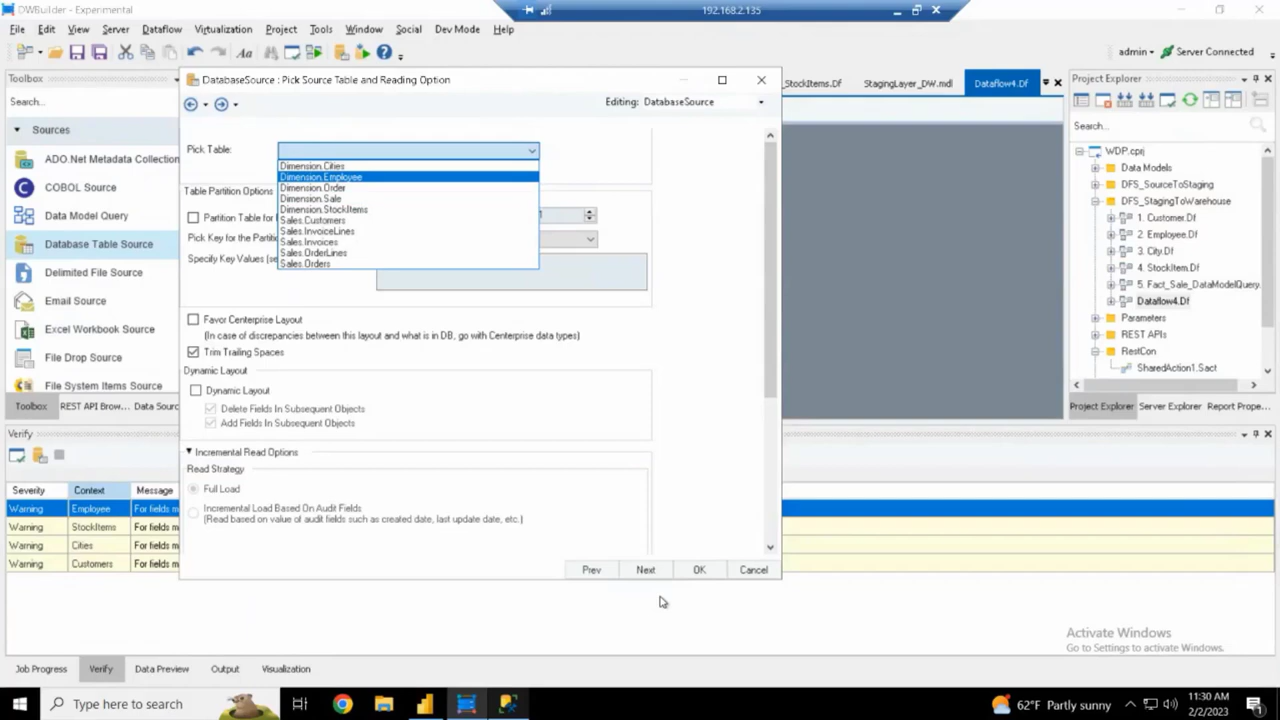 DWBuilder - Experimental
192.168.2.135
File Edit View Server Dataflow Virtualization Project Tools Window Social Dev Mode Help
Aa
admin Server Connected
Toolbox
Search...
Sources
ADO.Net Metadata Collection
COBOL Source
Data Model Query
Database Table Source
Delimited File Source
Email Source
Excel Workbook Source
File Drop Source
File System Items Source
Toolbox REST API Brow... Data Sourc
DatabaseSource : Pick Source Table and Reading Option
Editing: DatabaseSource
Pick Table:
Dimension.Cities
Dimension.Employee
Dimension.Order
Dimension.Sale
Dimension.StockItems
Sales.Customers
Sales.InvoiceLines
Sales.Invoices
Sales.OrderLines
Sales.Orders
Table Partition Options
Partition Table for
1
Pick Key for the Partiti
Specify Key Values (se
Favor Centerprise Layout
(In case of discrepancies between this layout and what is in DB, go with Centerprise data types)
Trim Trailing Spaces
Dynamic Layout
Dynamic Layout
Delete Fields In Subsequent Objects
Add Fields In Subsequent Objects
Incremental Read Options
Read Strategy
Full Load
Incremental Load Based On Audit Fields
(Read based on value of audit fields such as created date, last update date, etc.)
Prev Next OK Cancel
_StockItems.Df StagingLayer_DW.mdl Dataflow4.Df
Project Explorer
Search...
WDP.cprj
Data Models
DFS_SourceToStaging
DFS_StagingToWarehouse
1. Customer.Df
2. Employee.Df
3. City.Df
4. StockItem.Df
5. Fact_Sale_DataModelQuery.
Dataflow4.Df
Parameters
REST APIs
RestCon
SharedAction1.Sact
Project Explorer Server Explorer Report Prope...
Verify
Severity Context Message
Warning Employee For fields m
Warning StockItems For fields m
Warning Cities For fields m
Warning Customers For fields m
Activate Windows
Go to Settings to activate Windows.
Job Progress Verify Data Preview Output Visualization
Type here to search
62°F Partly sunny
11:30 AM
2/2/2023
1